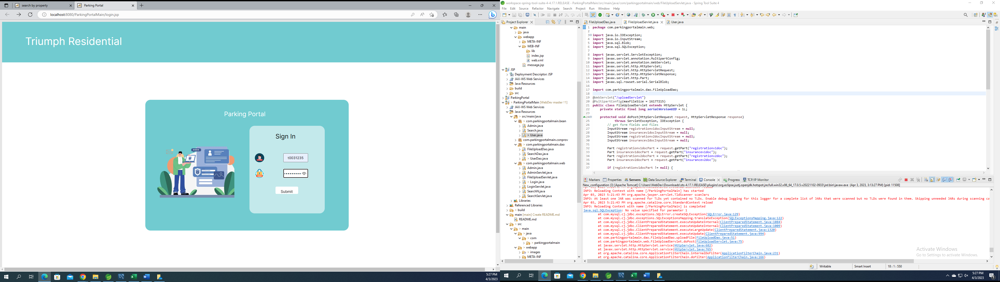 search by property
Parking Portal
localhost:8080/ParkingPortalMain/login.jsp
Triumph Residential
Parking Portal
Sign In
t0031235
Submit
5:27 PM
4/3/2023
workspace-spring-tool-suite-4-4.17.1.RELEASE - ParkingPortalMain/src/main/java/com/parkingportalmain/web/FileUploadServlet.java - Spring Tool Suite 4
File Edit Source Refactor Navigate Search Project Run Window Help
Project Explorer
main
java
webapp
META-INF
WEB-INF
lib
index.jsp
web.xml
message.jsp
JSP
Deployment Descriptor: JSP
JAX-WS Web Services
Java Resources
build
src
ParkingPortal
> ParkingPortalMain [WebDev master ↑1]
JAX-WS Web Services
Java Resources
> src/main/java
> com.parkingportalmain.bean
Admin.java
Search.java
> User.java
com.parkingportalmain.conprov
> com.parkingportalmain.dao
FileUploadDao.java
SearchDao.java
> UserDao.java
> com.parkingportalmain.web
Admin.java
AdminServlet.java
FileUploadServlet.java
> Login.java
LoginServlet.java
SearchN.java
SearchServlet.java
Libraries
Referenced Libraries
> build
main [main] Create README.md
README.md
> src
> main
> java
> com
> parkingportalmain
> webapp
> images
META-INF
FileUploadDao.java
FileUploadServlet.java
User.java
1 package com.parkingportalmain.web;
2
3 import java.io.IOException;
4 import java.io.InputStream;
5 import java.sql.Blob;
6 import java.sql.SQLException;
7
8 import javax.servlet.ServletException;
9 import javax.servlet.annotation.MultipartConfig;
10 import javax.servlet.annotation.WebServlet;
11 import javax.servlet.http.HttpServlet;
12 import javax.servlet.http.HttpServletRequest;
13 import javax.servlet.http.HttpServletResponse;
14 import javax.servlet.http.Part;
15 import javax.sql.rowset.serial.SerialBlob;
16
17 import com.parkingportalmain.dao.FileUploadDao;
18
19 @WebServlet("/uploadServlet")
20 @MultipartConfig(maxFileSize = 16177215)
21 public class FileUploadServlet extends HttpServlet {
22 private static final long serialVersionUID = 1L;
23
24 protected void doPost(HttpServletRequest request, HttpServletResponse response)
25 throws ServletException, IOException {
26 // get form fields and files
27 InputStream registrationv1docInputStream = null;
28 InputStream insurancev1docInputStream = null;
29 InputStream registrationv2docInputStream = null;
30 InputStream insurancev2docInputStream = null;
31
32 Part registrationv1docPart = request.getPart("registrationv1doc");
33 Part insurancev1docPart = request.getPart("insurancev1doc");
34 Part registrationv2docPart = request.getPart("registrationv2doc");
35 Part insurancev2docPart = request.getPart("insurancev2doc");
36
37 if (registrationv1docPart != null) {
Markers Properties Servers Data Source Explorer Terminal Console Progress TCP/IP Monitor
New_configuration (3) [Apache Tomcat] C:\Users\WebDev\Downloads\sts-4.17.1.RELEASE\plugins\org.eclipse.justj.openjdk.hotspot.jre.full.win32.x86_64_17.0.5.v20221102-0933\jre\bin\javaw.exe (Apr 3, 2023, 3:13:27 PM) [pid: 11508]
INFO: Reloading Context with name [/ParkingPortalMain] has started
Apr 03, 2023 5:21:43 PM org.apache.jasper.servlet.TldScanner scanJars
INFO: At least one JAR was scanned for TLDs yet contained no TLDs. Enable debug logging for this logger for a complete list of JARs that were scanned but no TLDs were found in them. Skipping unneeded JARs during scanning ca
Apr 03, 2023 5:21:43 PM org.apache.catalina.core.StandardContext reload
INFO: Reloading Context with name [/ParkingPortalMain] is completed
java.sql.SQLException: No value specified for parameter 1
at com.mysql.cj.jdbc.exceptions.SQLError.createSQLException(SQLError.java:129)
at com.mysql.cj.jdbc.exceptions.SQLExceptionsMapping.translateException(SQLExceptionsMapping.java:122)
at com.mysql.cj.jdbc.ClientPreparedStatement.executeUpdateInternal(ClientPreparedStatement.java:1084)
at com.mysql.cj.jdbc.ClientPreparedStatement.executeUpdateInternal(ClientPreparedStatement.java:1009)
at com.mysql.cj.jdbc.ClientPreparedStatement.executeLargeUpdate(ClientPreparedStatement.java:1320)
at com.mysql.cj.jdbc.ClientPreparedStatement.executeUpdate(ClientPreparedStatement.java:994)
at com.parkingportalmain.dao.FileUploadDao.uploadFile(FileUploadDao.java:51)
at com.parkingportalmain.web.FileUploadServlet.doPost(FileUploadServlet.java:75)
at javax.servlet.http.HttpServlet.service(HttpServlet.java:682)
at javax.servlet.http.HttpServlet.service(HttpServlet.java:765)
at org.apache.catalina.core.ApplicationFilterChain.internalDoFilter(ApplicationFilterChain.java:231)
at org.apache.catalina.core.ApplicationFilterChain.doFilter(ApplicationFilterChain.java:166)
Activate Windows
Go to Settings to activate Windows.
Writable
Smart Insert
18 : 1 : 550
5:27 PM
4/3/2023